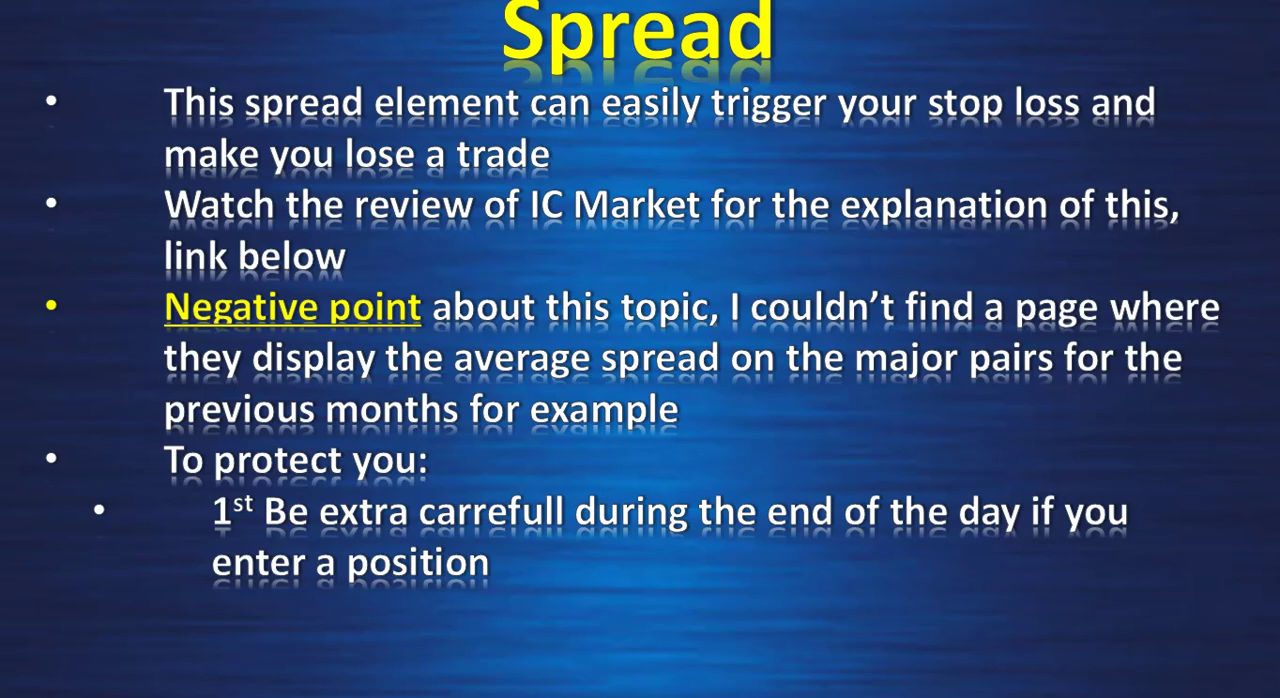 Spread
• This spread element can easily trigger your stop loss and
make you lose a trade
• Watch the review of IC Market for the explanation of this,
link below
• Negative point about this topic, I couldn’t find a page where
they display the average spread on the major pairs for the
previous months for example
• To protect you:
• 1st Be extra carrefull during the end of the day if you
enter a position